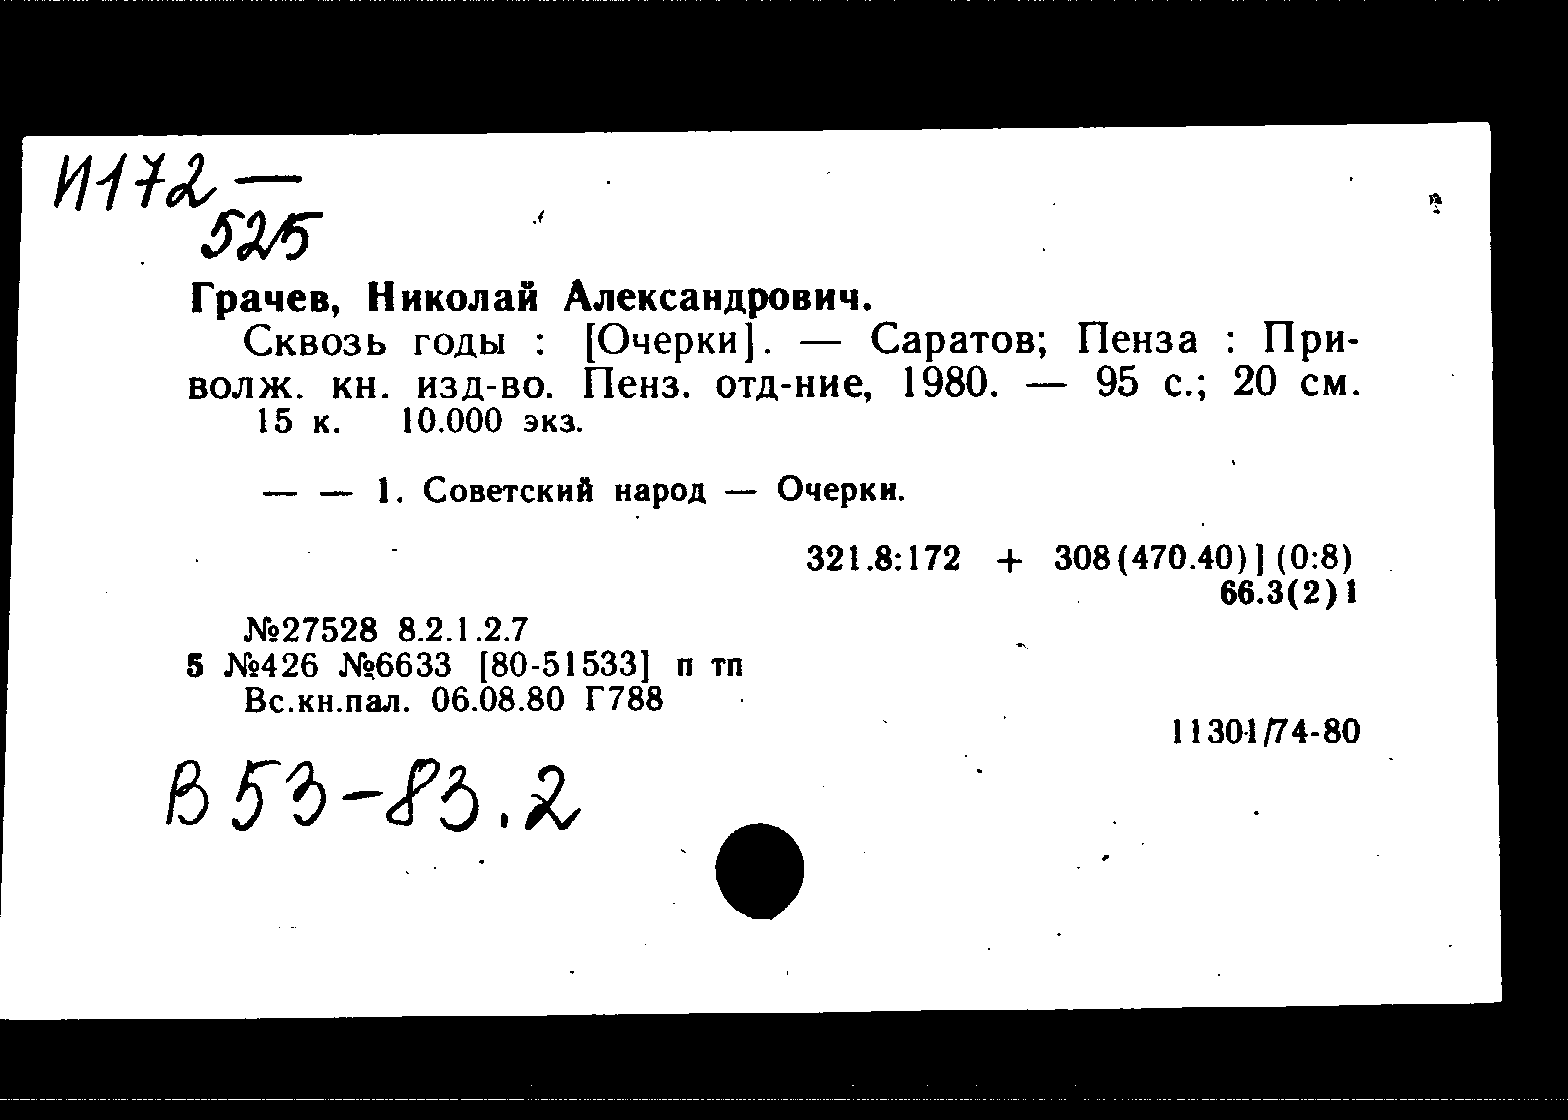 И172 —
525
Грачев, Николай Александрович.
Сквозь годы : [Очерки]. — Саратов; Пенза : При-
волж. кн. изд-во. Пенз. отд-ние, 1980. — 95 с.; 20 см.
15 к. 10.000 экз.
— — 1. Советский народ — Очерки.
321.8:172 + 308(470.40)](0:8)
66.3(2)1
№27528 8.2.1.2.7
5 №426 №6633 [80-51533] п тп
Вс.кн.пал. 06.08.80 Г788
11301/74-80
В 53-83.2